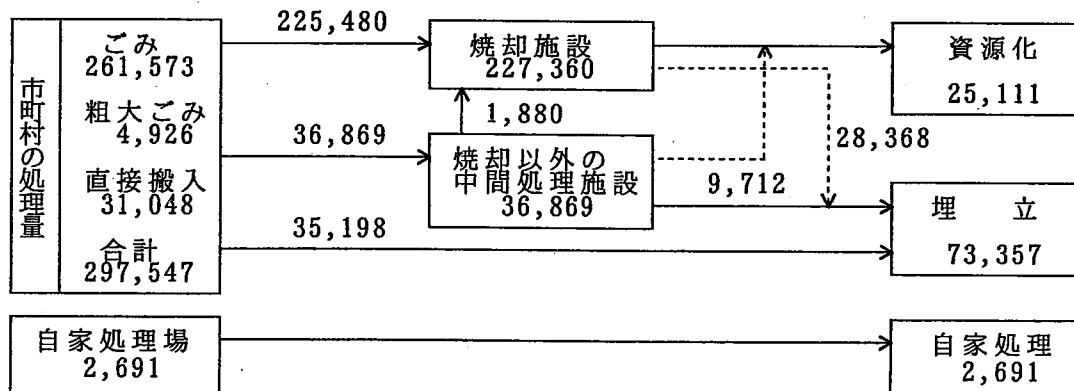 市町村の処理量
ごみ
261,573
粗大ごみ
4,926
直接搬入
31,048
合計
297,547
225,480
36,869
35,198
焼却施設
227,360
1,880
焼却以外の
中間処理施設
36,869
28,368
9,712
資源化
25,111
埋　立
73,357
自家処理場
2,691
自家処理
2,691